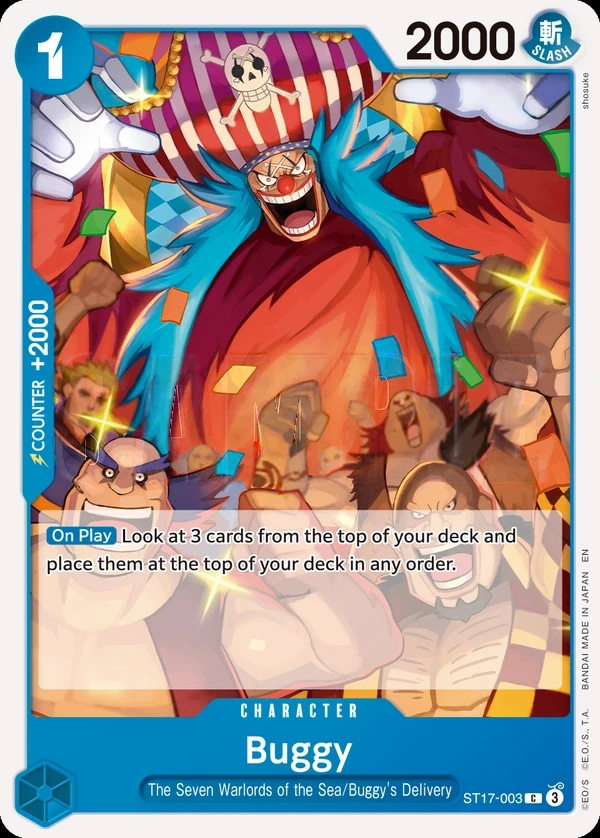 1
2000
斬
SLASH
shosuke
COUNTER +2000
On Play Look at 3 cards from the top of your deck and
place them at the top of your deck in any order.
CHARACTER
Buggy
The Seven Warlords of the Sea/Buggy's Delivery
ST17-003 C 3
©EO/S ©E.O./S., T.A. BANDAI MADE IN JAPAN EN